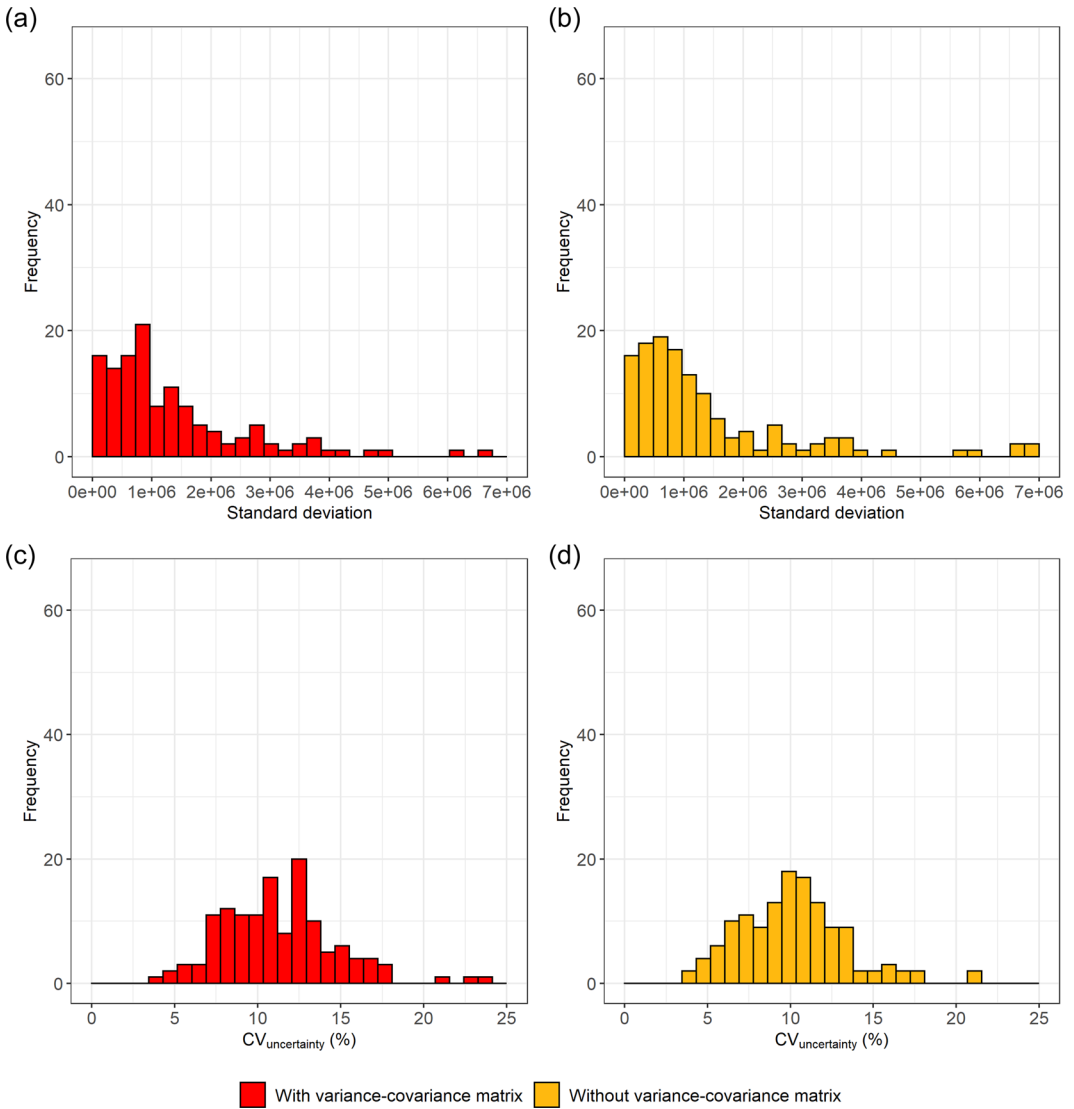 (a)
(b)
Frequency
60
40
20
0
0e+00 1e+06 2e+06 3e+06 4e+06 5e+06 6e+06 7e+06
Standard deviation
Frequency
60
40
20
0
0e+00 1e+06 2e+06 3e+06 4e+06 5e+06 6e+06 7e+06
Standard deviation
(c)
(d)
Frequency
60
40
20
0
0 5 10 15 20 25
CVuncertainty (%)
Frequency
60
40
20
0
0 5 10 15 20 25
CVuncertainty (%)
With variance-covariance matrix Without variance-covariance matrix